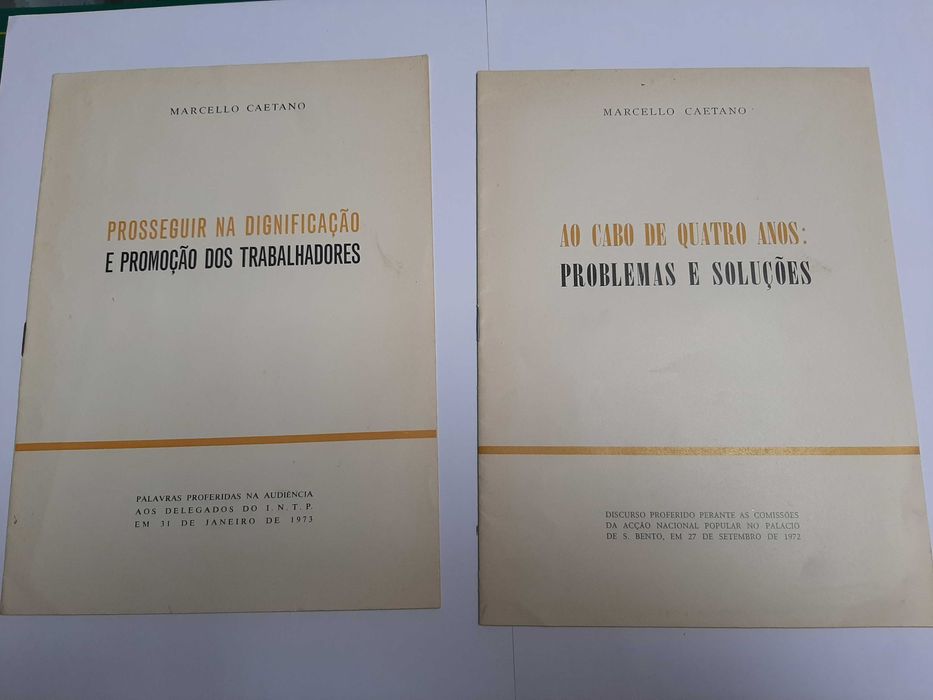 MARCELLO CAETANO
PROSSEGUIR NA DIGNIFICAÇÃO
E PROMOÇÃO DOS TRABALHADORES
PALAVRAS PROFERIDAS NA AUDIÊNCIA
AOS DELEGADOS DO I. N. T. P.
EM 31 DE JANEIRO DE 1973
MARCELLO CAETANO
AO CABO DE QUATRO ANOS:
PROBLEMAS E SOLUÇÕES
DISCURSO PROFERIDO PERANTE AS COMISSÕES
DA ACÇÃO NACIONAL POPULAR NO PALACIO
DE S. BENTO, EM 27 DE SETEMBRO DE 1972